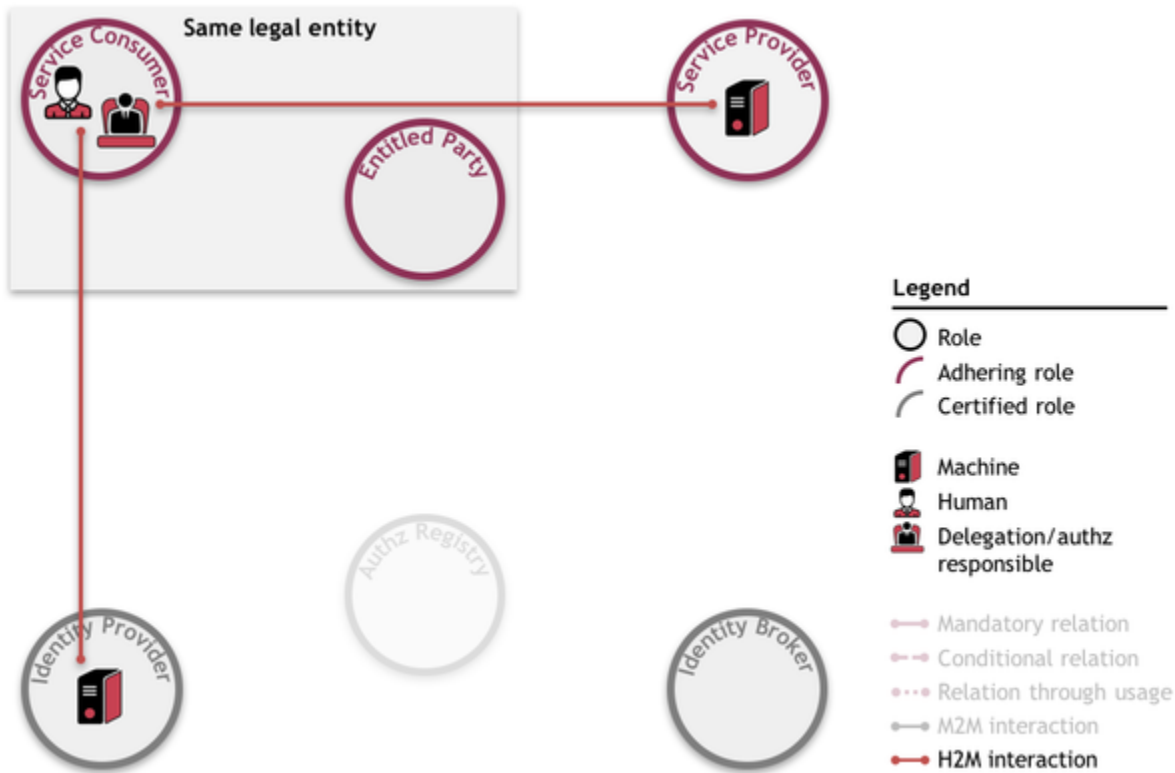 Same legal entity
Service Consumer
Service Provider
Entitled Party
Legend
Role
Adhering role
Certified role
Machine
Human
Delegation/authz
responsible
Authz Registry
Identity Provider
Identity Broker
Mandatory relation
Conditional relation
Relation through usage
M2M interaction
H2M interaction